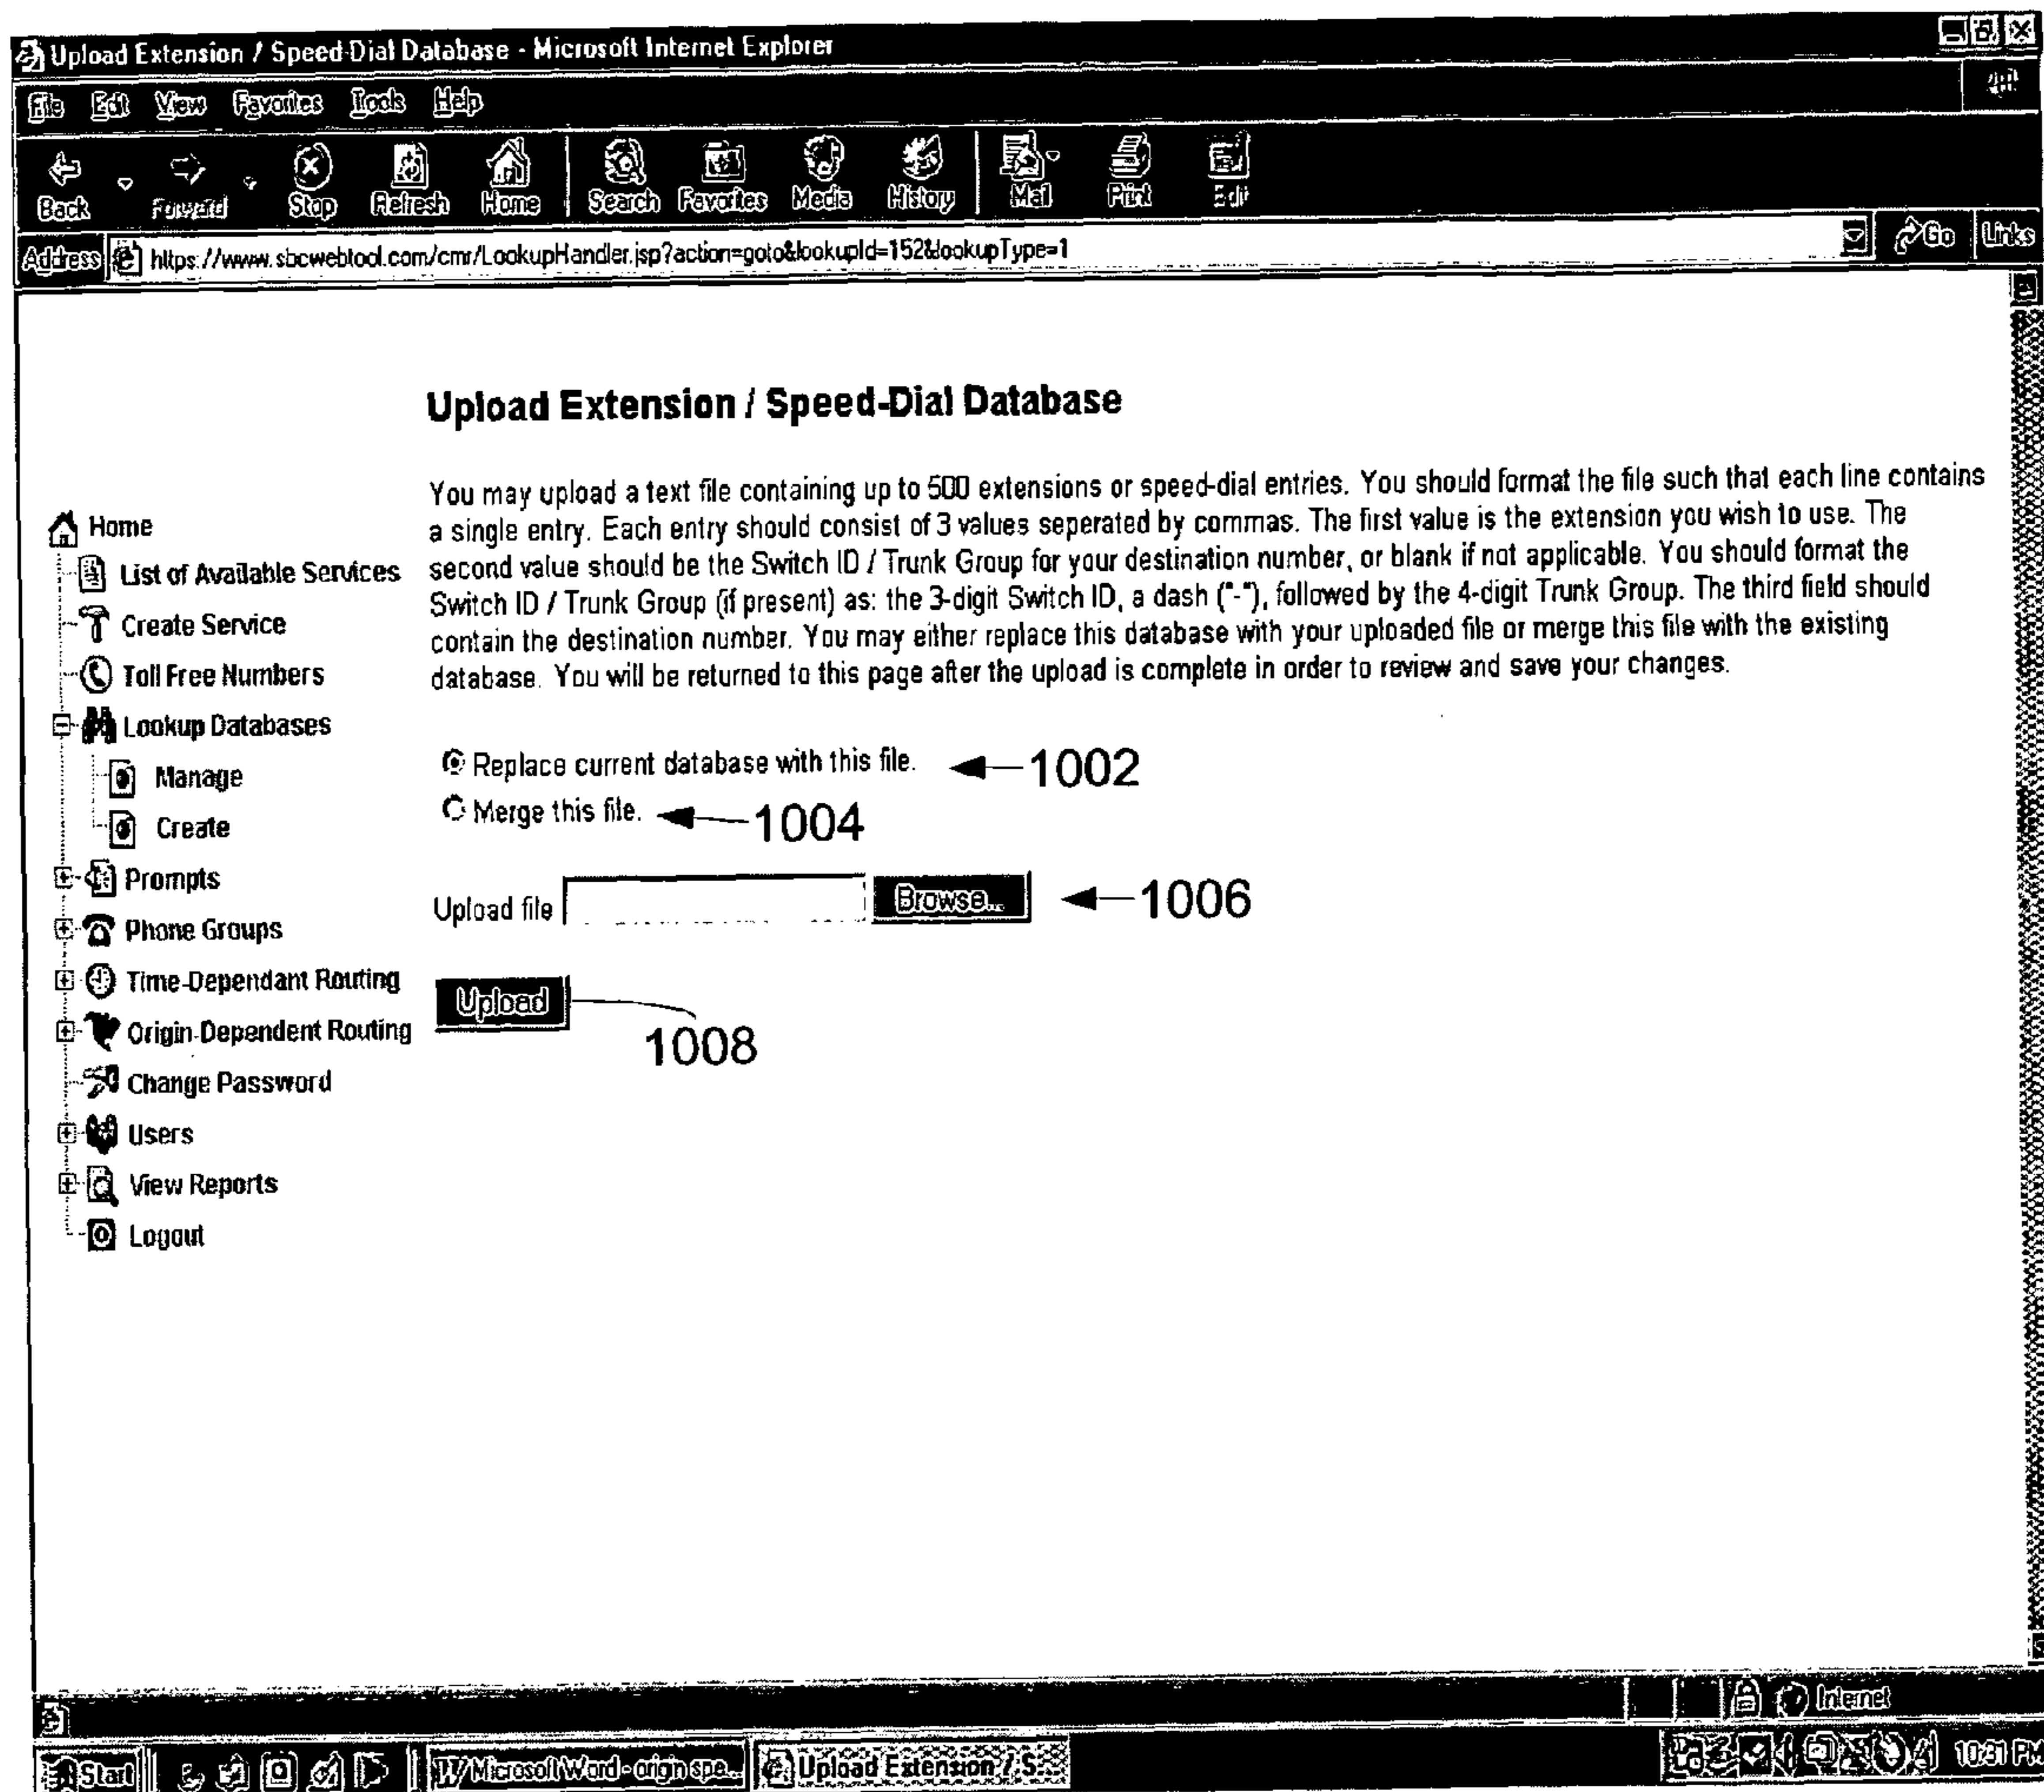 Upload Extension / Speed-Dial Database - Microsoft Internet Explorer
File Edit View Favorites Tools Help
Back Forward Stop Refresh Home Search Favorites Media History Mail Print Edit
Address https://www.sbcwebtool.com/cmr/LookupHandler.jsp?action=goto&lookupId=152&lookupType=1 Go Links
Upload Extension / Speed-Dial Database
You may upload a text file containing up to 500 extensions or speed-dial entries. You should format the file such that each line contains
a single entry. Each entry should consist of 3 values seperated by commas. The first value is the extension you wish to use. The
second value should be the Switch ID / Trunk Group for your destination number, or blank if not applicable. You should format the
Switch ID / Trunk Group (if present) as: the 3-digit Switch ID, a dash ("-"), followed by the 4-digit Trunk Group. The third field should
contain the destination number. You may either replace this database with your uploaded file or merge this file with the existing
database. You will be returned to this page after the upload is complete in order to review and save your changes.
Home
List of Available Services
Create Service
Toll Free Numbers
Lookup Databases
Manage
Create
Prompts
Phone Groups
Time-Dependant Routing
Origin-Dependent Routing
Change Password
Users
View Reports
Logout
Replace current database with this file. 1002
Merge this file. 1004
Upload file Browse... 1006
Upload
1008
Internet
Start Microsoft Word - origin spe... Upload Extension / S... 10:31 PM